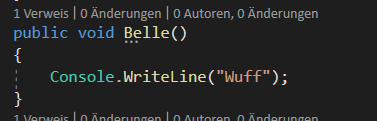 1 Verweis | 0 Änderungen | 0 Autoren, 0 Änderungen
public void Belle()
{
Console.WriteLine("Wuff");
}
1 Verweis | 0 Änderungen | 0 Autoren, 0 Änderungen